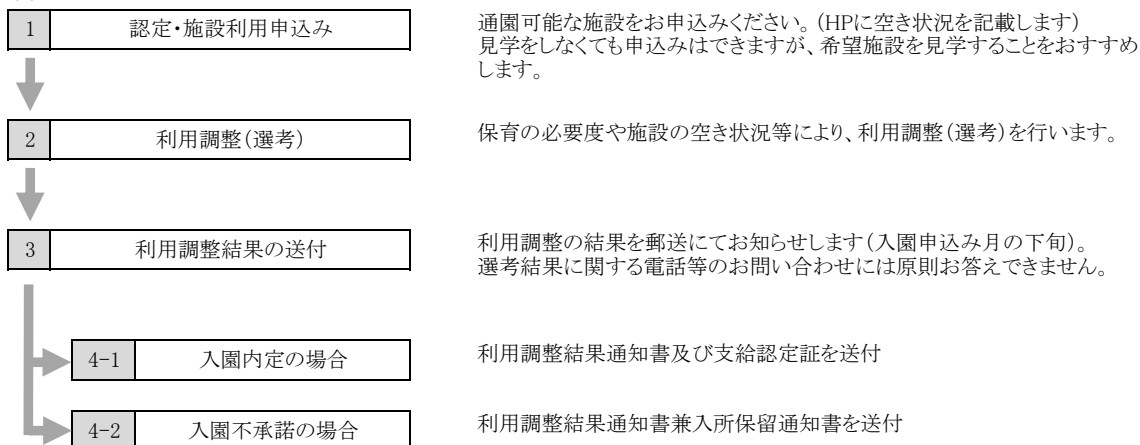 1 認定・施設利用申込み
通園可能な施設をお申込みください。(HPに空き状況を記載します)
見学をしなくても申込みはできますが、希望施設を見学することをおすすめ
します。
2 利用調整(選考)
保育の必要度や施設の空き状況等により、利用調整(選考)を行います。
3 利用調整結果の送付
利用調整の結果を郵送にてお知らせします(入園申込み月の下旬)。
選考結果に関する電話等のお問い合わせには原則お答えできません。
4-1 入園内定の場合
利用調整結果通知書及び支給認定証を送付
4-2 入園不承諾の場合
利用調整結果通知書兼入所保留通知書を送付